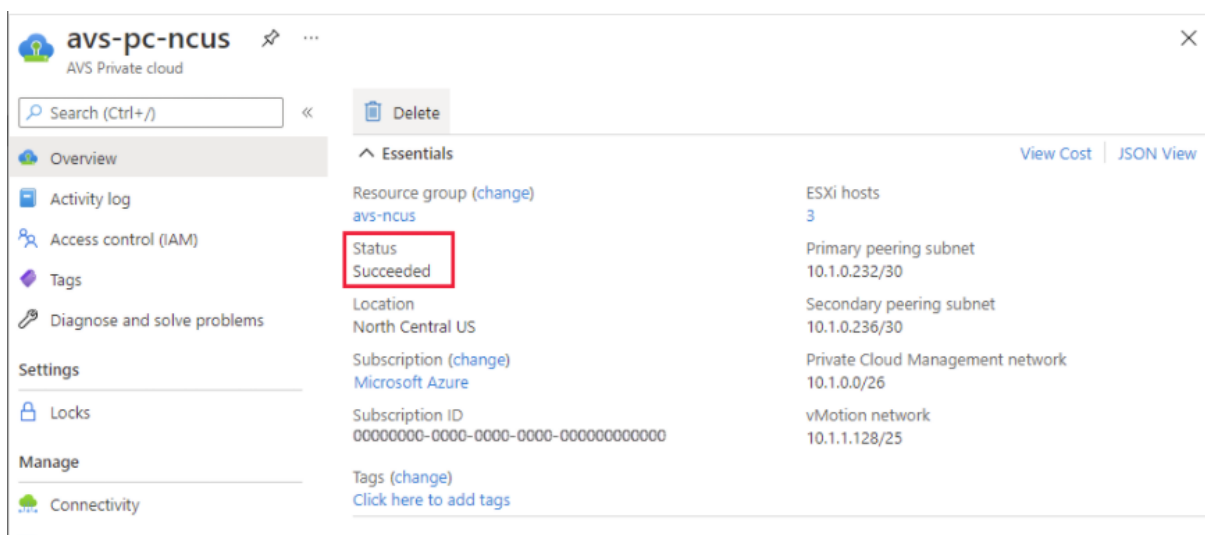 avs-pc-ncus
AVS Private cloud
Search (Ctrl+/)
Overview
Activity log
Access control (IAM)
Tags
Diagnose and solve problems
Settings
Locks
Manage
Connectivity
Delete
Essentials
View Cost
JSON View
Resource group (change)
avs-ncus
Status
Succeeded
Location
North Central US
Subscription (change)
Microsoft Azure
Subscription ID
00000000-0000-0000-0000-000000000000
Tags (change)
Click here to add tags
ESXi hosts
3
Primary peering subnet
10.1.0.232/30
Secondary peering subnet
10.1.0.236/30
Private Cloud Management network
10.1.0.0/26
vMotion network
10.1.1.128/25